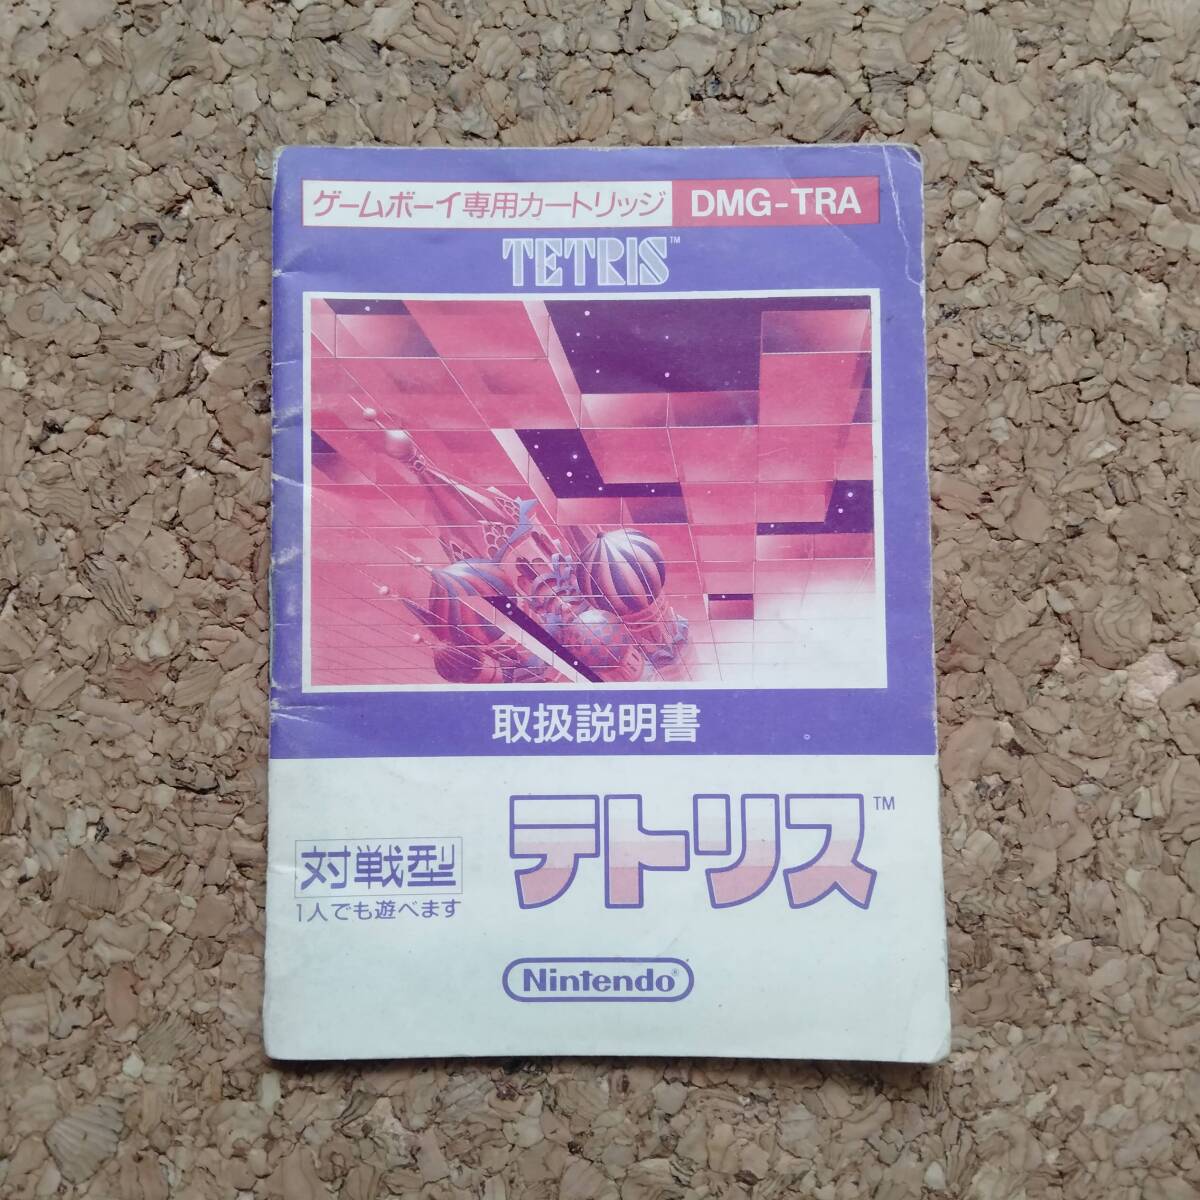 ゲームボーイ専用カートリッジ DMG-TRA
TETRIS™
取扱説明書
テトリス™
対戦型
1人でも遊べます
Nintendo®